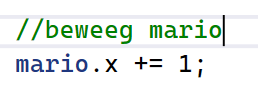 //beweeg mario
mario.x += 1;